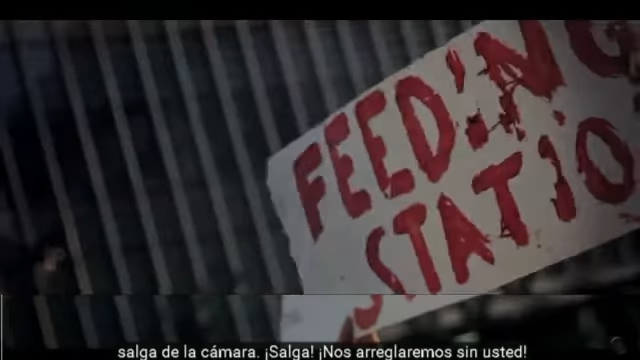 FEEDING
STATIO
salga de la cámara. ¡Salga! ¡Nos arreglaremos sin usted!